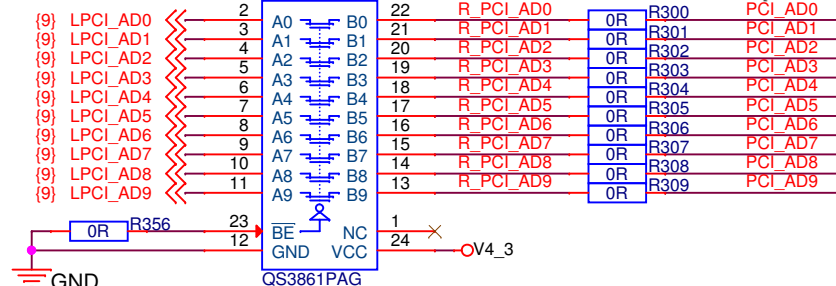 {9} LPCI_AD0 2 A0 B0 22 R_PCI_AD0 0R R300 PCI_AD0
{9} LPCI_AD1 3 A1 B1 21 R_PCI_AD1 0R R301 PCI_AD1
{9} LPCI_AD2 4 A2 B2 20 R_PCI_AD2 0R R302 PCI_AD2
{9} LPCI_AD3 5 A3 B3 19 R_PCI_AD3 0R R303 PCI_AD3
{9} LPCI_AD4 6 A4 B4 18 R_PCI_AD4 0R R304 PCI_AD4
{9} LPCI_AD5 7 A5 B5 17 R_PCI_AD5 0R R305 PCI_AD5
{9} LPCI_AD6 8 A6 B6 16 R_PCI_AD6 0R R306 PCI_AD6
{9} LPCI_AD7 9 A7 B7 15 R_PCI_AD7 0R R307 PCI_AD7
{9} LPCI_AD8 10 A8 B8 14 R_PCI_AD8 0R R308 PCI_AD8
{9} LPCI_AD9 11 A9 B9 13 R_PCI_AD9 0R R309 PCI_AD9
0R R356 23 BE NC 1
12 GND VCC 24 V4_3
GND QS3861PAG